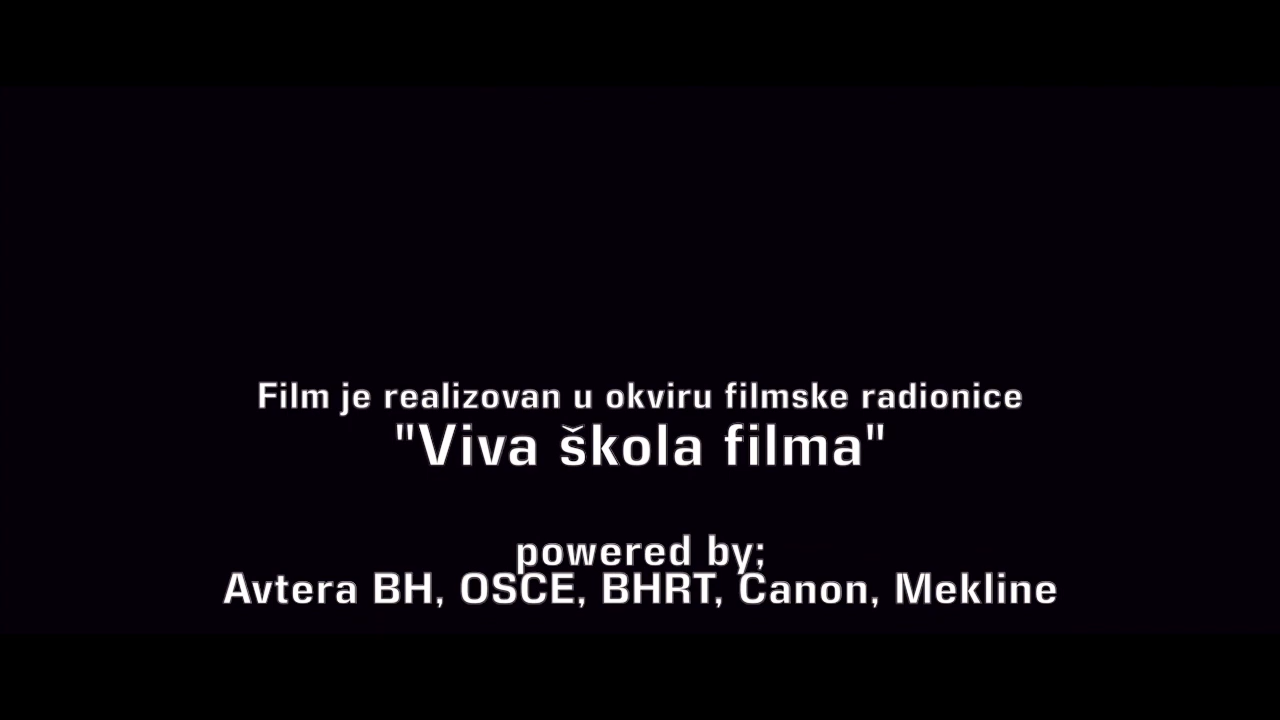 Film je realizovan u okviru filmske radionice
"Viva škola filma"
powered by;
Avtera BH, OSCE, BHRT, Canon, Mekline